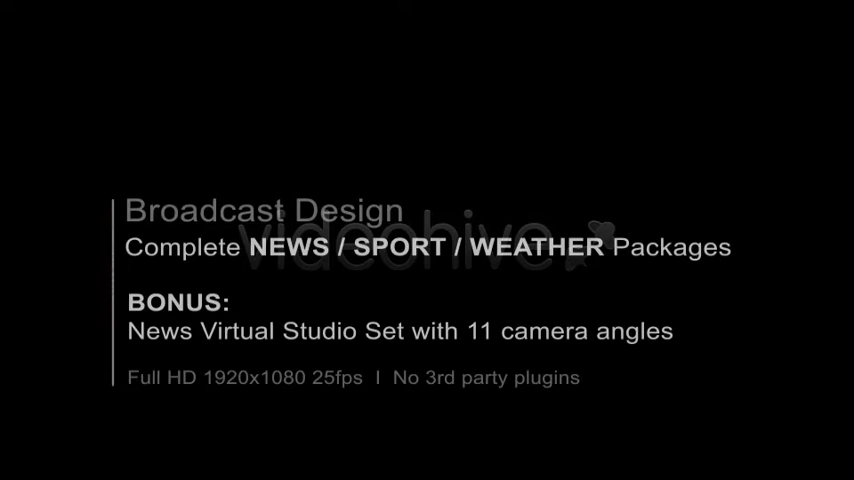 Broadcast Design
videohive
Complete NEWS / SPORT / WEATHER Packages
BONUS:
News Virtual Studio Set with 11 camera angles
Full HD 1920x1080 25fps I No 3rd party plugins